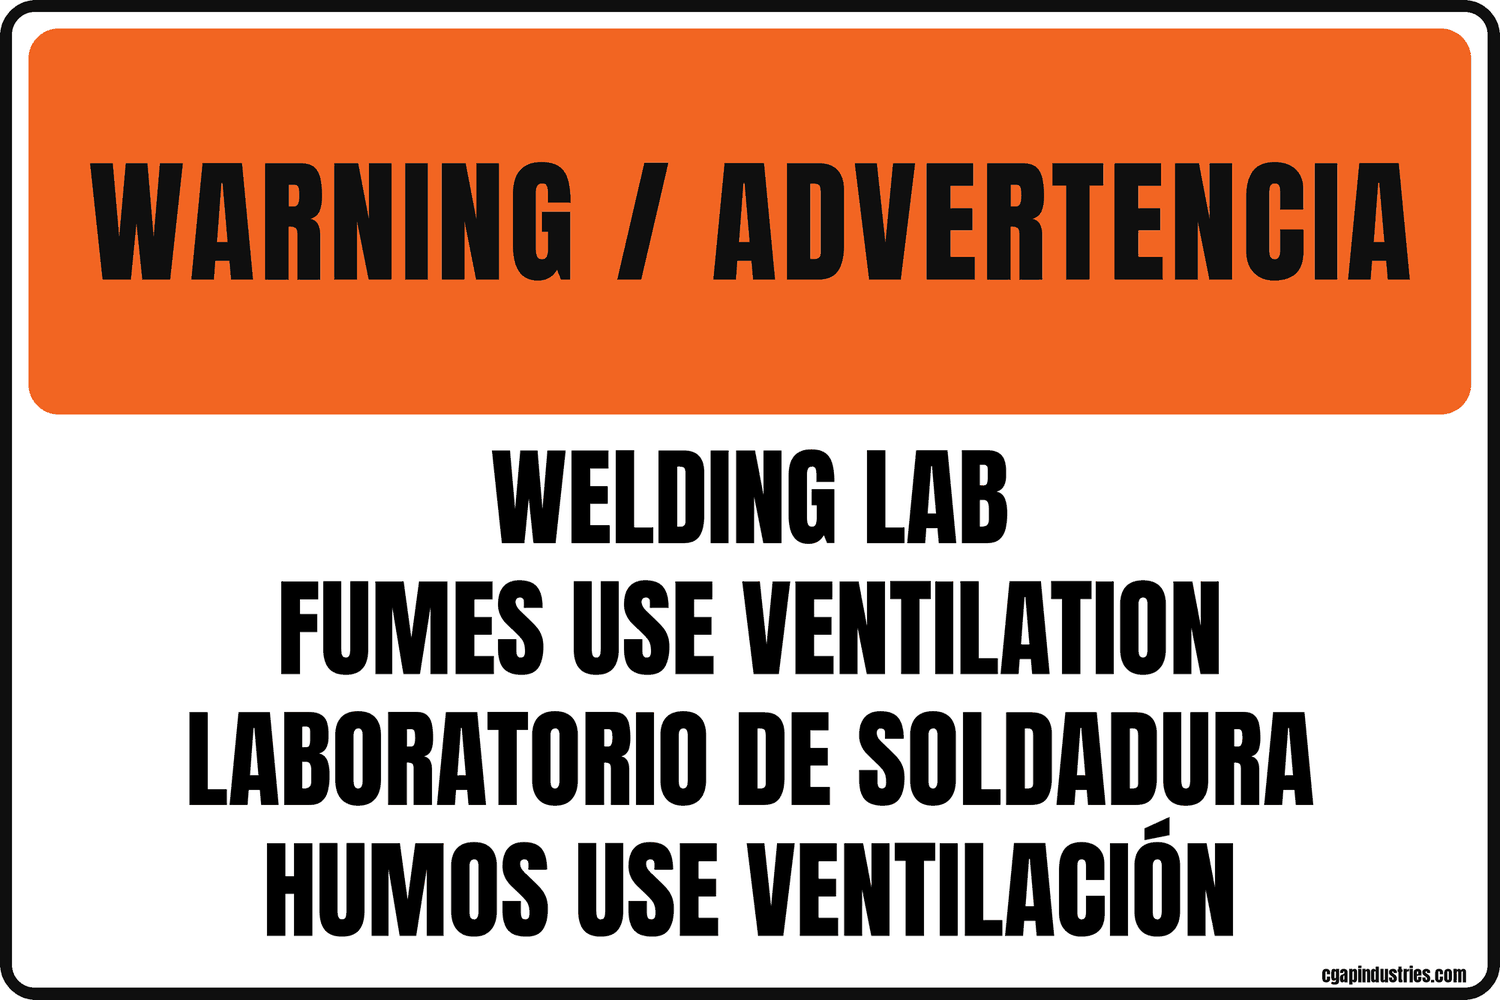 WARNING / ADVERTENCIA
WELDING LAB
FUMES USE VENTILATION
LABORATORIO DE SOLDADURA
HUMOS USE VENTILACIÓN
cgapindustries.com